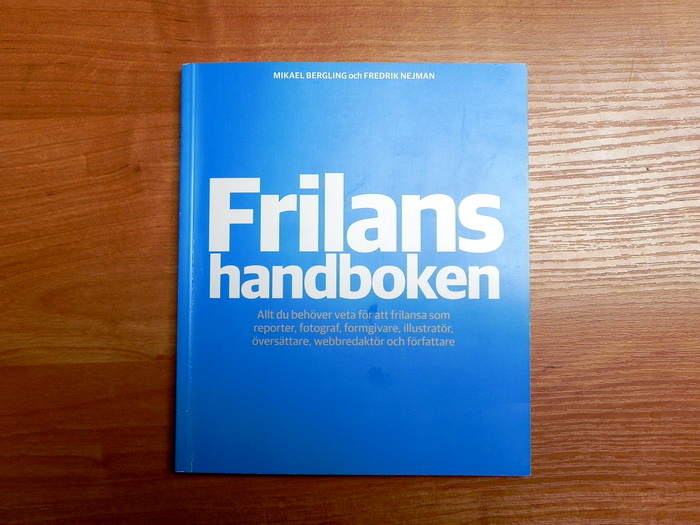 MIKAEL BERGLING och FREDRIK NEJMAN
Frilans
handboken
Allt du behöver veta för att frilansa som
reporter, fotograf, formgivare, illustratör,
översättare, webbredaktör och författare